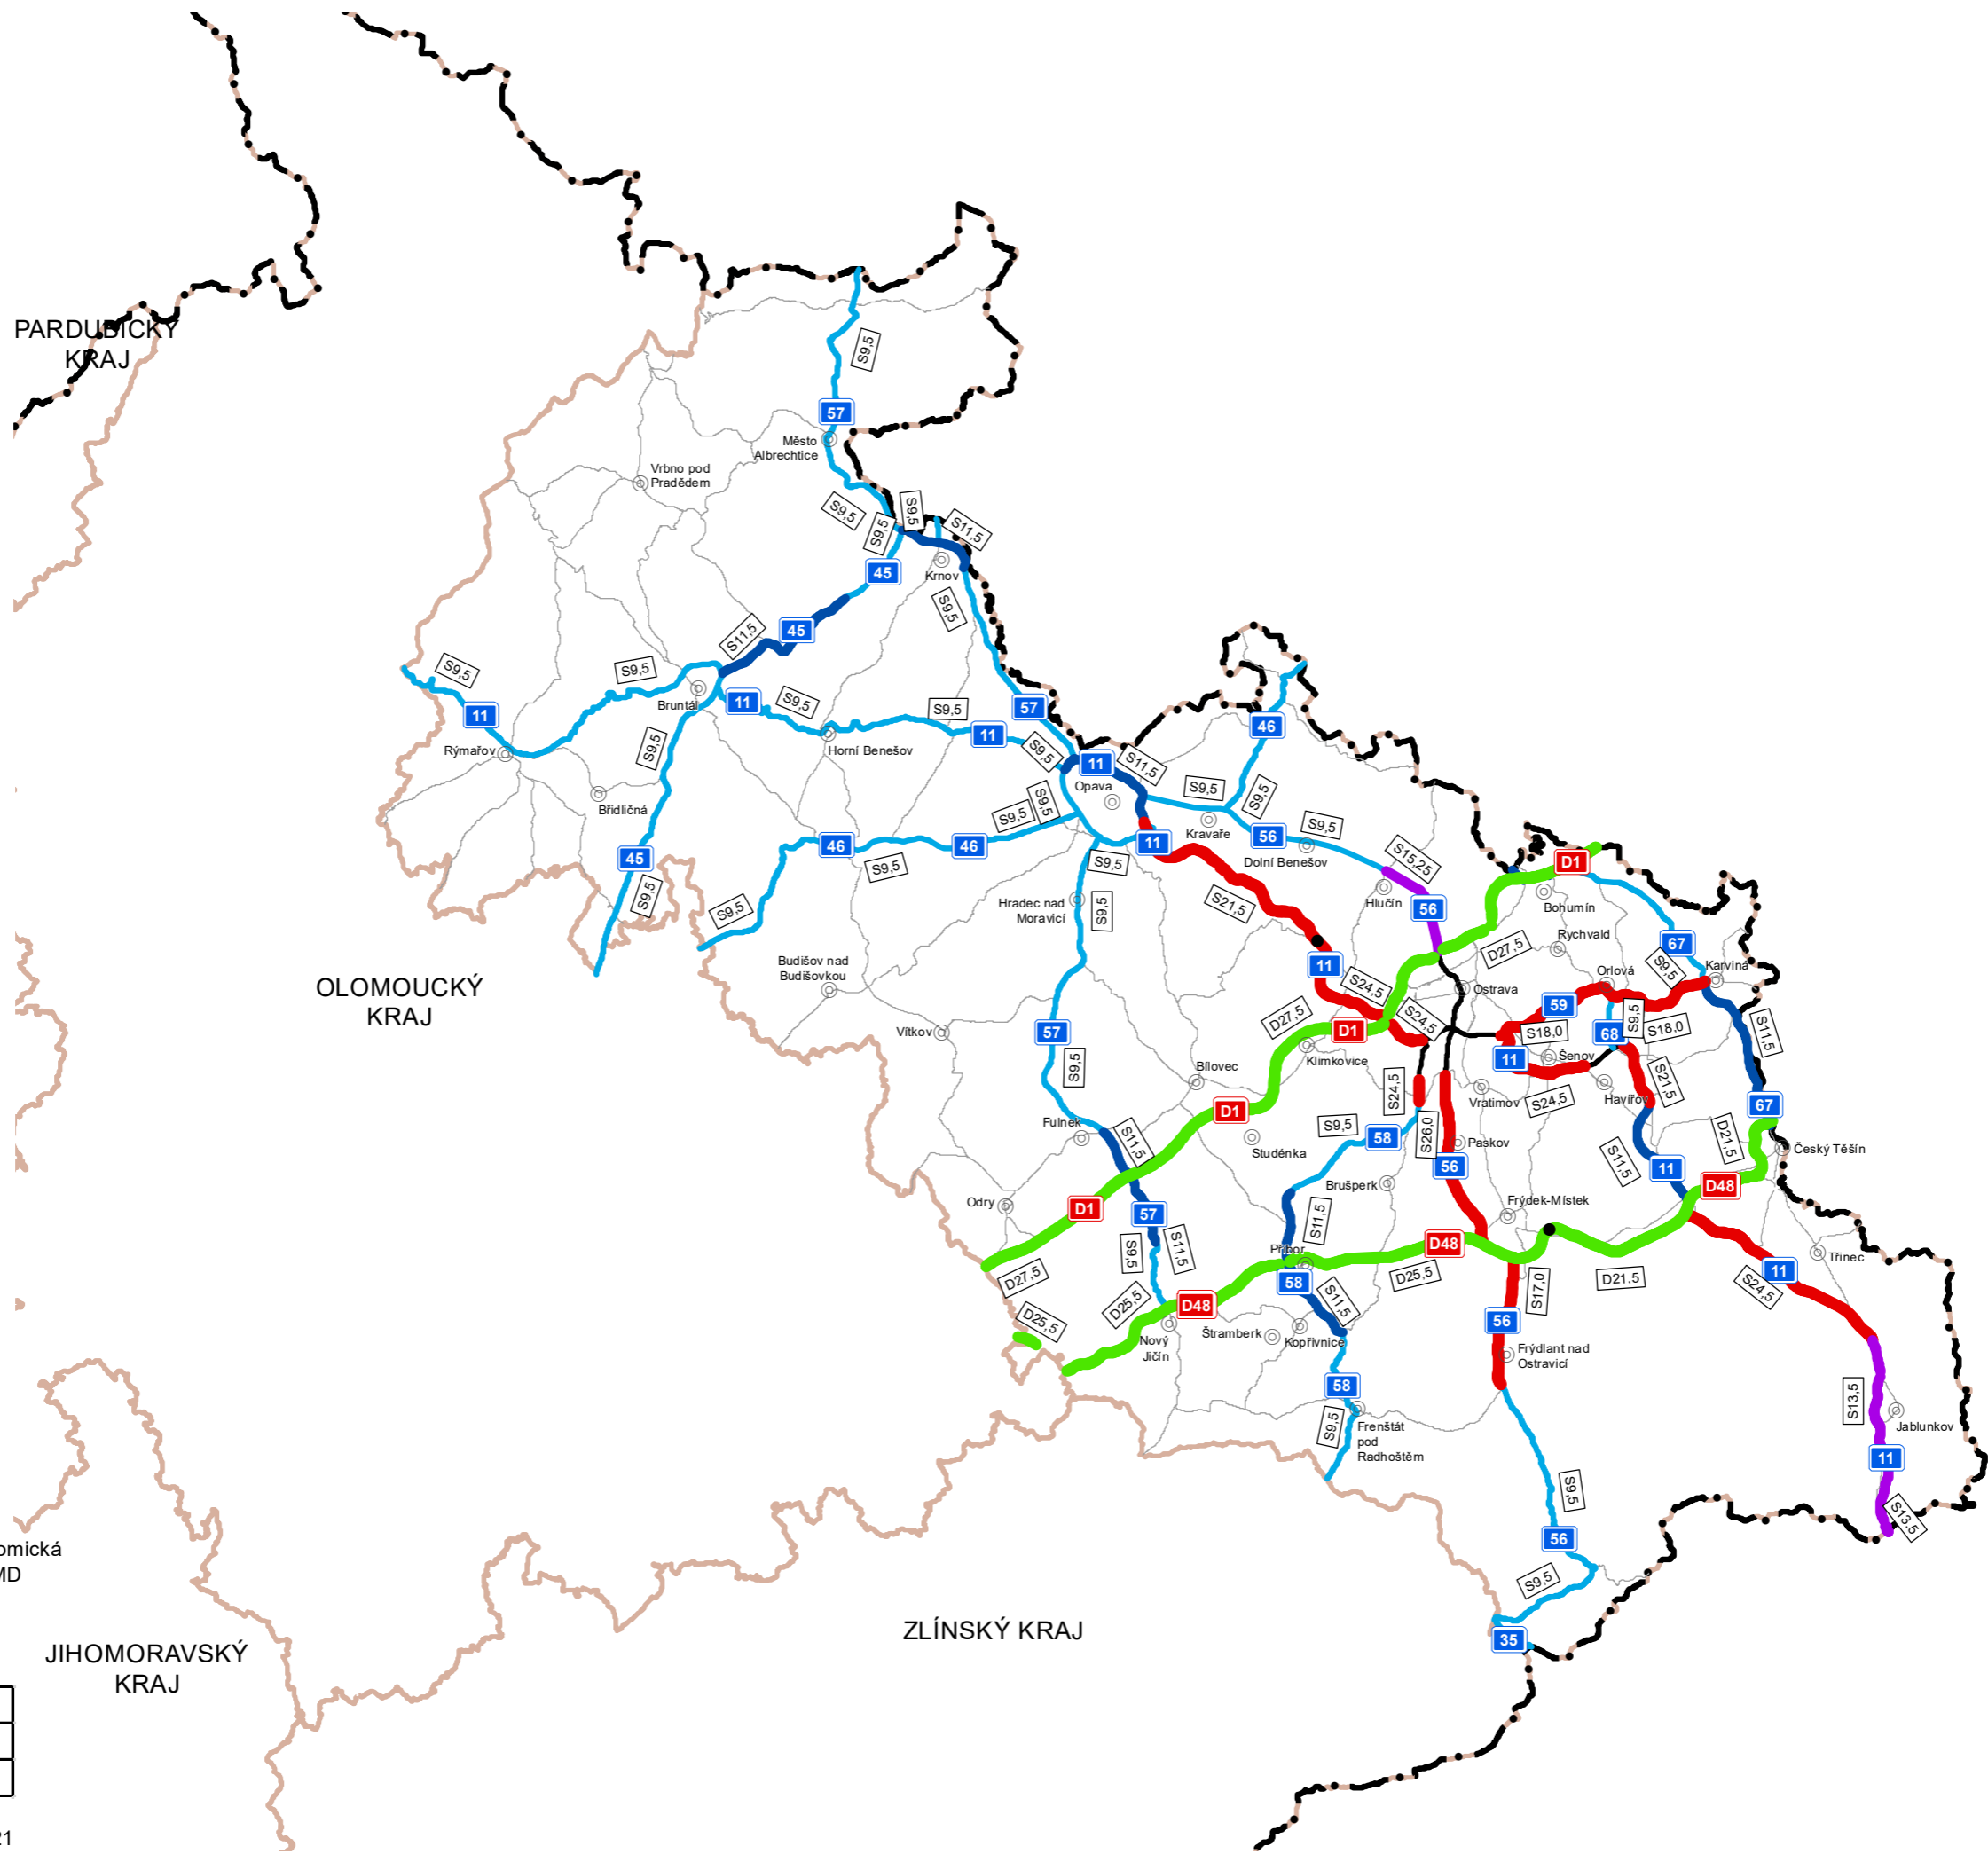 PARDUBICKÝ
KRAJ
S9,5
57
Město
Albrechtice
Vrbno pod
Pradědem
S9,5
S9,5
S9,5
S11,5
45
Krnov
S9,5
S11,5
45
S9,5
S9,5
11
Bruntál
11
S9,5
S9,5
57
46
Rýmařov
S9,5
Horní Benešov
11
S9,5
11
S11,5
Opava
S9,5
S9,5
Břidličná
S9,5
S9,5
Kravaře
56
S9,5
Dolní Benešov
45
S9,5
46
S9,5
46
11
S9,5
S15,25
D1
S9,5
Hradec nad
Moravicí
S9,5
S21,5
Hlučín
56
Bohumín
Rychvald
67
D27,5
S9,5
Karviná
Budišov nad
Budišovkou
11
Orlová
OLOMOUCKÝ
KRAJ
S24,5
Ostrava
59
Vítkov
57
D27,5
D1
S24,5
S18,0
68
S9,5
S18,0
S11,5
Klimkovice
11
Šenov
S9,5
Bílovec
S24,5
Vratimov
S24,5
Havířov
S21,5
D1
67
Fulnek
S11,5
S9,5
58
S26,0
Paskov
D21,5
Český Těšín
Studénka
56
S11,5
11
Odry
D1
57
Brušperk
D48
S9,5
S11,5
S11,5
Frýdek-Místek
Příbor
D48
Třinec
D27,5
58
D25,5
S17,0
D21,5
11
S24,5
D25,5
D25,5
D48
S11,5
Nový
Jičín
Štramberk
Kopřivnice
56
Frýdlant nad
Ostravicí
58
S9,5
Frenštát
pod
Radhoštěm
S13,5
Jablunkov
11
S9,5
S13,5
omická
MD
56
S9,5
ZLÍNSKÝ KRAJ
35
JIHOMORAVSKÝ
KRAJ
21